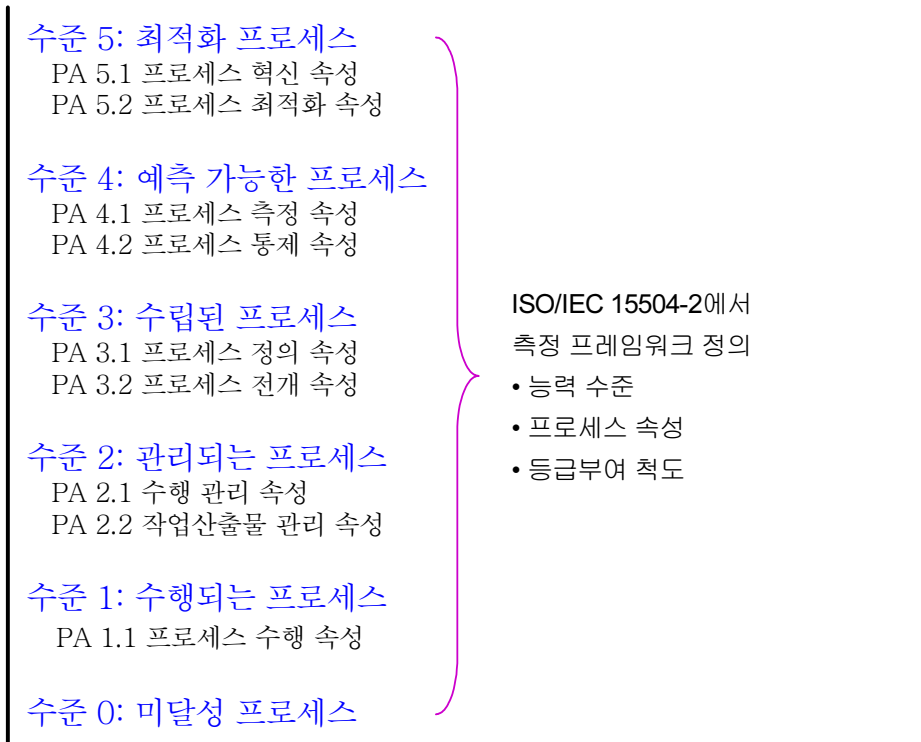 수준 5: 최적화 프로세스
PA 5.1 프로세스 혁신 속성
PA 5.2 프로세스 최적화 속성
수준 4: 예측 가능한 프로세스
PA 4.1 프로세스 측정 속성
PA 4.2 프로세스 통제 속성
수준 3: 수립된 프로세스
PA 3.1 프로세스 정의 속성
PA 3.2 프로세스 전개 속성
수준 2: 관리되는 프로세스
PA 2.1 수행 관리 속성
PA 2.2 작업산출물 관리 속성
수준 1: 수행되는 프로세스
PA 1.1 프로세스 수행 속성
수준 0: 미달성 프로세스
ISO/IEC 15504-2에서
측정 프레임워크 정의
• 능력 수준
• 프로세스 속성
• 등급부여 척도